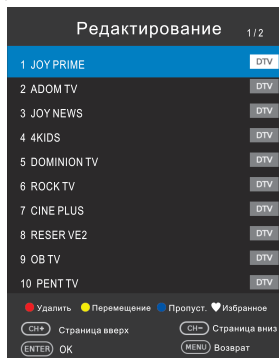 Редактирование 1/2
1 JOY PRIME DTV
2 ADOM TV DTV
3 JOY NEWS DTV
4 4KIDS DTV
5 DOMINION TV DTV
6 ROCK TV DTV
7 CINE PLUS DTV
8 RESER VE2 DTV
9 OB TV DTV
10 PENT TV DTV
Удалить Перемещение Пропуст. Избранное
CH+ Страница вверх CH- Страница вниз
ENTER OK MENU Возврат